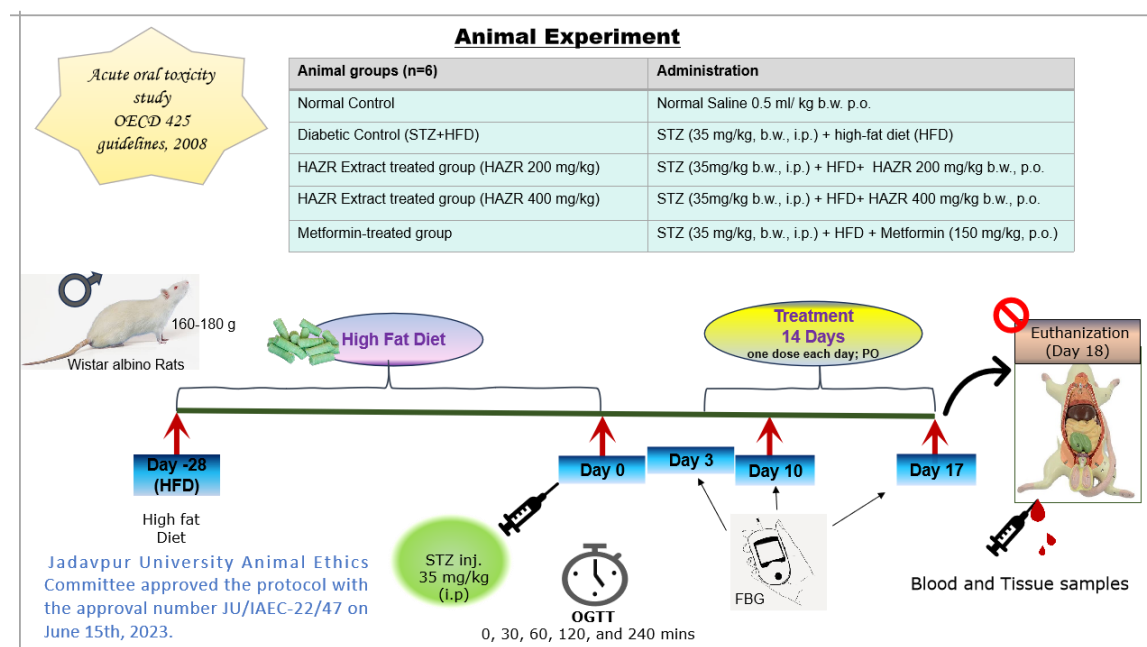 Animal Experiment
Acute oral toxicity
study
OECD 425
guidelines, 2008
Animal groups (n=6) Administration
Normal Control Normal Saline 0.5 ml/ kg b.w. p.o.
Diabetic Control (STZ+HFD) STZ (35 mg/kg, b.w., i.p.) + high-fat diet (HFD)
HAZR Extract treated group (HAZR 200 mg/kg) STZ (35mg/kg b.w., i.p.) + HFD+ HAZR 200 mg/kg b.w., p.o.
HAZR Extract treated group (HAZR 400 mg/kg) STZ (35mg/kg b.w., i.p.) + HFD+ HAZR 400 mg/kg b.w., p.o.
Metformin-treated group STZ (35 mg/kg, b.w., i.p.) + HFD + Metformin (150 mg/kg, p.o.)
160-180 g
Wistar albino Rats
High Fat Diet
Treatment
14 Days
one dose each day; PO
Euthanization
(Day 18)
Day -28
(HFD)
Day 0
Day 3
Day 10
Day 17
High fat
Diet
STZ inj.
35 mg/kg
(i.p)
OGTT
0, 30, 60, 120, and 240 mins
FBG
Blood and Tissue samples
Jadavpur University Animal Ethics
Committee approved the protocol with
the approval number JU/IAEC-22/47 on
June 15th, 2023.